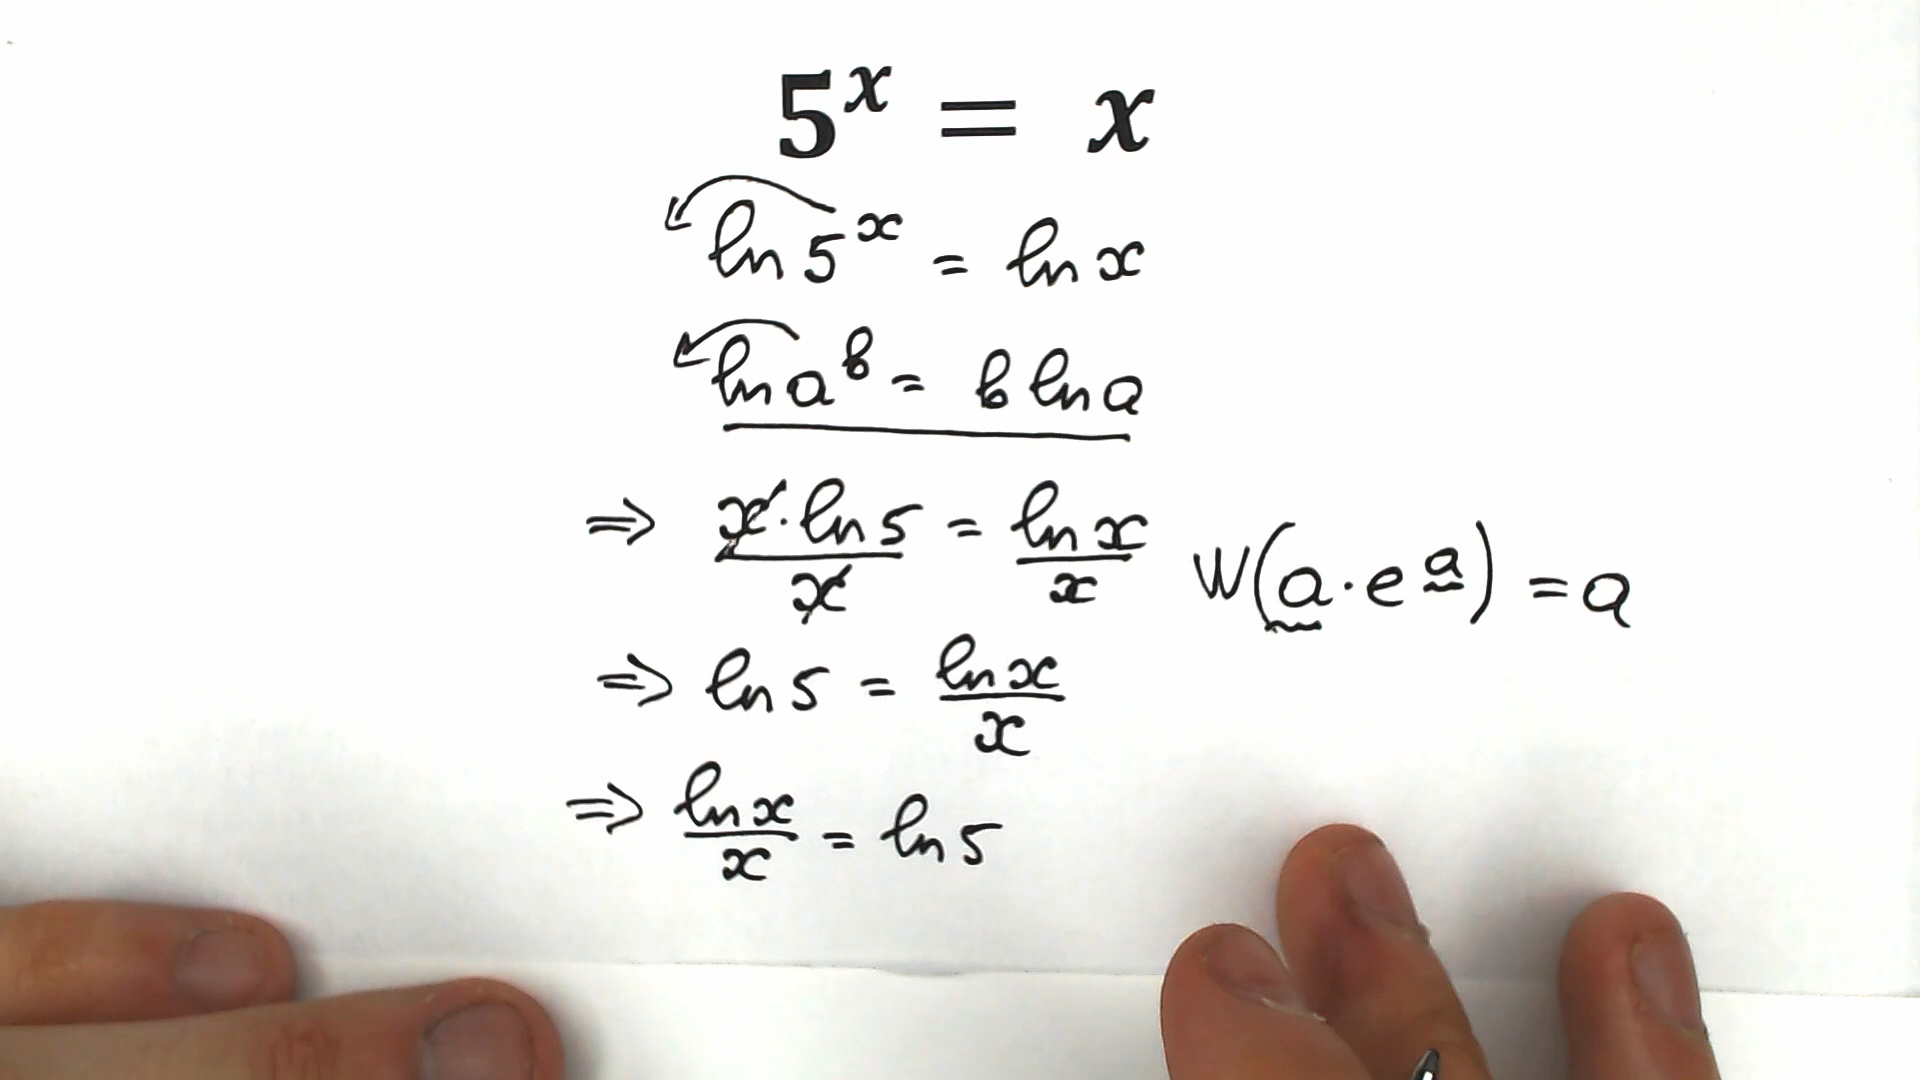 5^x = x
ln 5^x = ln x
ln a^b = b ln a
⇒ x · ln 5 / x = ln x / x
W(a · e^a) = a
⇒ ln 5 = ln x / x
⇒ ln x / x = ln 5